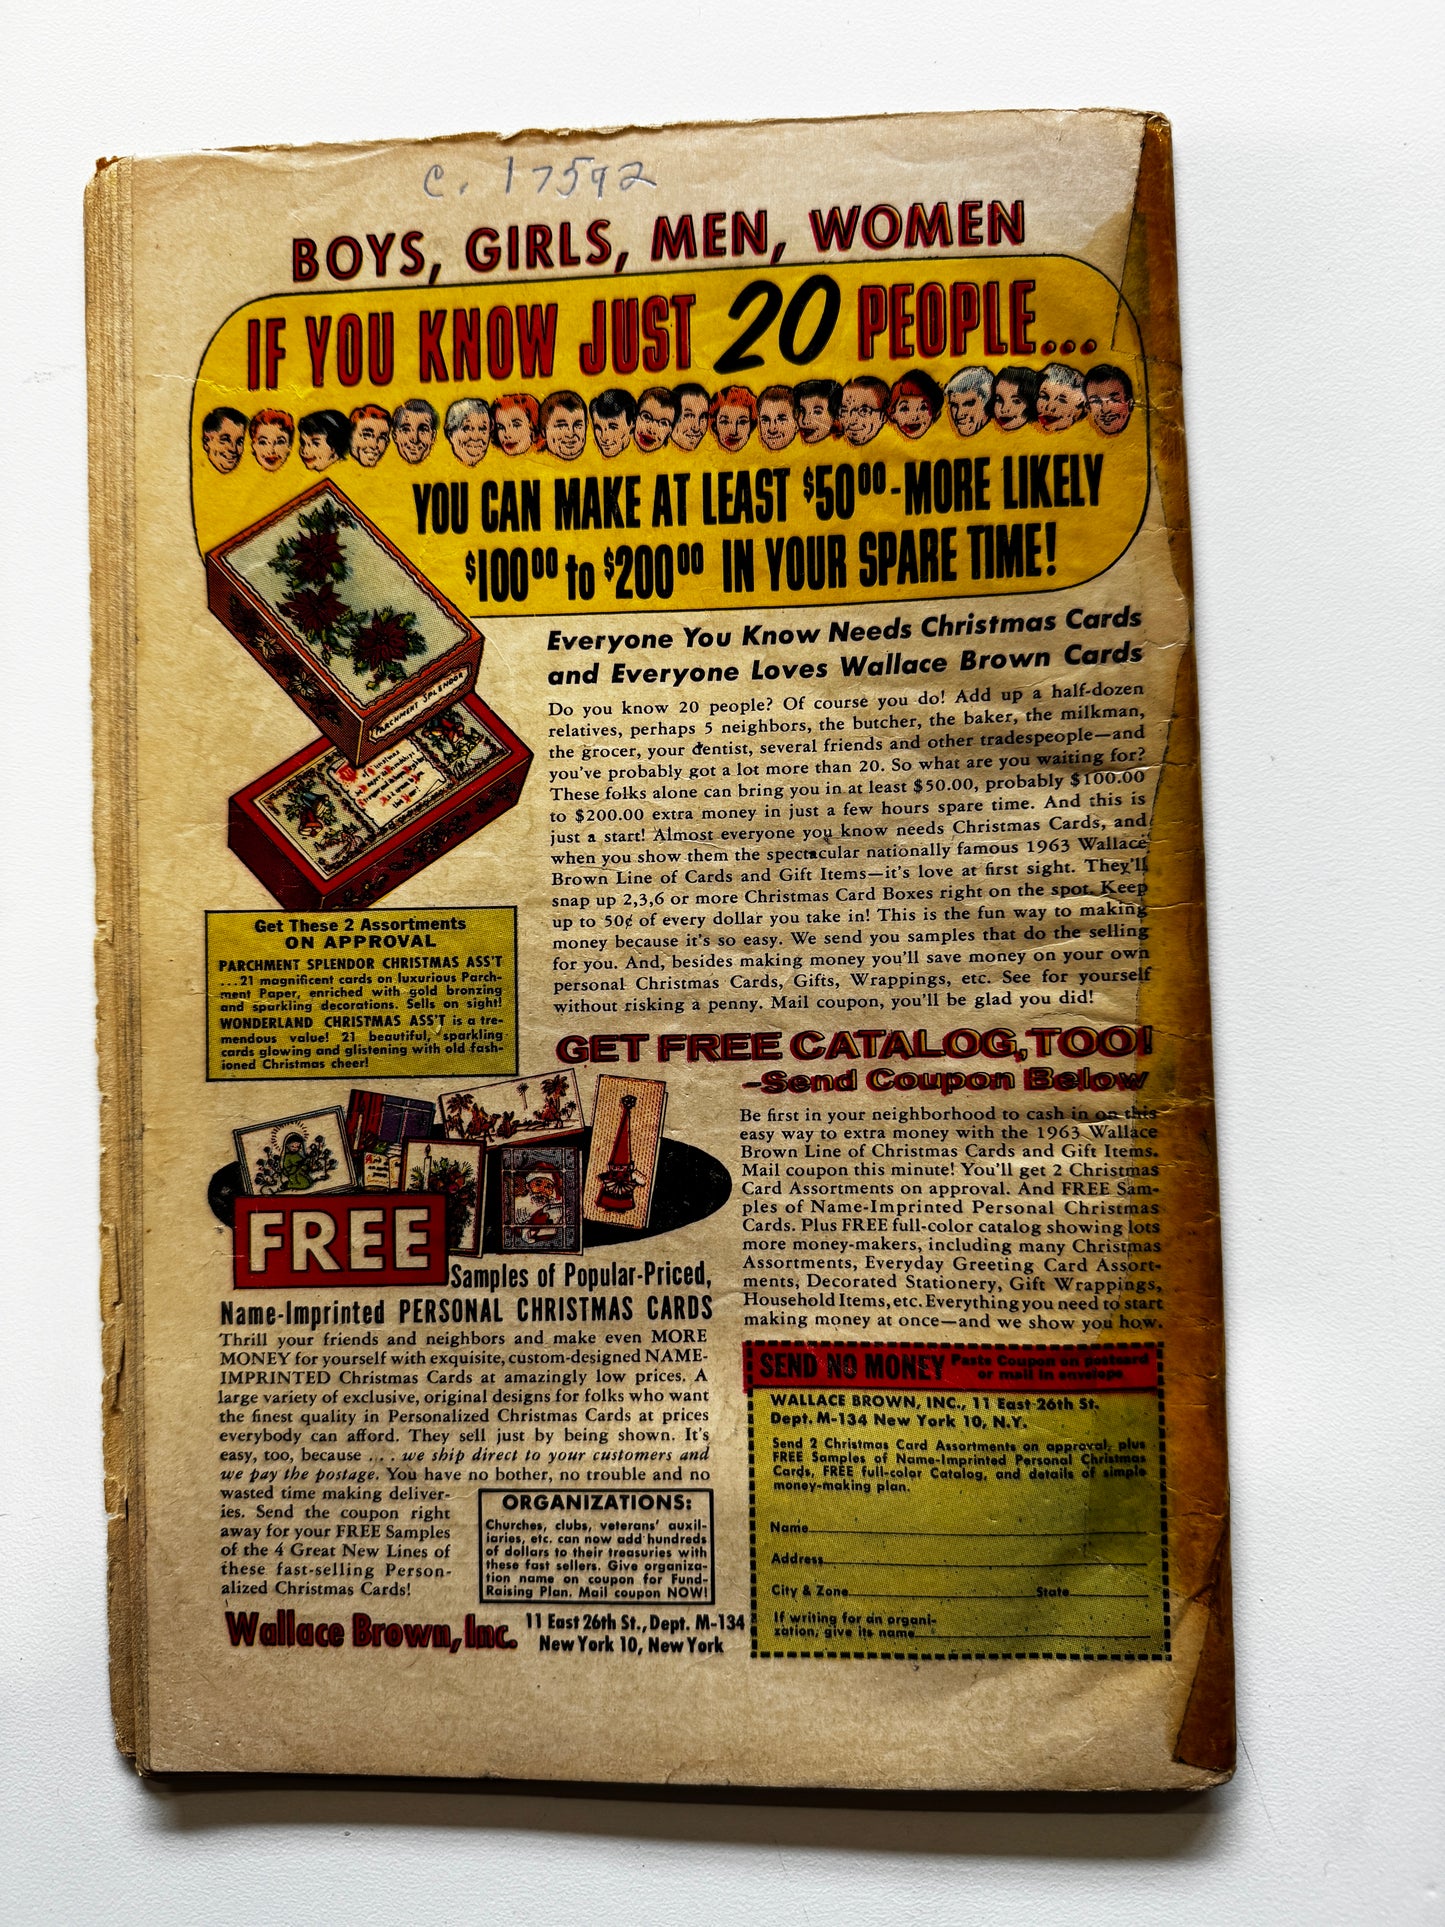 C. 17592
BOYS, GIRLS, MEN, WOMEN
IF YOU KNOW JUST 20 PEOPLE...
YOU CAN MAKE AT LEAST $50⁰⁰-MORE LIKELY
$100⁰⁰ to $200⁰⁰ IN YOUR SPARE TIME!
PARCHMENT SPLENDOR
Everyone You Know Needs Christmas Cards
and Everyone Loves Wallace Brown Cards
Do you know 20 people? Of course you do! Add up a half-dozen
relatives, perhaps 5 neighbors, the butcher, the baker, the milkman,
the grocer, your dentist, several friends and other tradespeople—and
you've probably got a lot more than 20. So what are you waiting for?
These folks alone can bring you in at least $50.00, probably $100.00
to $200.00 extra money in just a few hours spare time. And this is
just a start! Almost everyone you know needs Christmas Cards, and
when you show them the spectacular nationally famous 1963 Wallace
Brown Line of Cards and Gift Items—it's love at first sight. They'll
snap up 2,3,6 or more Christmas Card Boxes right on the spot. Keep
up to 50¢ of every dollar you take in! This is the fun way to making
money because it's so easy. We send you samples that do the selling
for you. And, besides making money you'll save money on your own
personal Christmas Cards, Gifts, Wrappings, etc. See for yourself
without risking a penny. Mail coupon, you'll be glad you did!
Get These 2 Assortments
ON APPROVAL
PARCHMENT SPLENDOR CHRISTMAS ASS'T
...21 magnificent cards on luxurious Parch-
ment Paper, enriched with gold bronzing
and sparkling decorations. Sells on sight!
WONDERLAND CHRISTMAS ASS'T is a tre-
mendous value! 21 beautiful, sparkling
cards glowing and glistening with old fash-
ioned Christmas cheer!
GET FREE CATALOG, TOO!
-Send Coupon Below
Be first in your neighborhood to cash in on this
easy way to extra money with the 1963 Wallace
Brown Line of Christmas Cards and Gift Items.
Mail coupon this minute! You'll get 2 Christmas
Card Assortments on approval. And FREE Sam-
ples of Name-Imprinted Personal Christmas
Cards. Plus FREE full-color catalog showing lots
more money-makers, including many Christmas
Assortments, Everyday Greeting Card Assort-
ments, Decorated Stationery, Gift Wrappings,
Household Items, etc. Everything you need to start
making money at once—and we show you how.
FREE
Samples of Popular-Priced,
Name-Imprinted PERSONAL CHRISTMAS CARDS
Thrill your friends and neighbors and make even MORE
MONEY for yourself with exquisite, custom-designed NAME-
IMPRINTED Christmas Cards at amazingly low prices. A
large variety of exclusive, original designs for folks who want
the finest quality in Personalized Christmas Cards at prices
everybody can afford. They sell just by being shown. It's
easy, too, because ... we ship direct to your customers and
we pay the postage. You have no bother, no trouble and no
wasted time making deliver-
ies. Send the coupon right
away for your FREE Samples
of the 4 Great New Lines of
these fast-selling Person-
alized Christmas Cards!
ORGANIZATIONS:
Churches, clubs, veterans' auxil-
iaries, etc. can now add hundreds
of dollars to their treasuries with
these fast sellers. Give organiza-
tion name on coupon for Fund-
Raising Plan. Mail coupon NOW!
Wallace Brown, Inc. 11 East 26th St., Dept. M-134
New York 10, New York
SEND NO MONEY Paste Coupon on postcard
or mail in envelope
WALLACE BROWN, INC., 11 East 26th St.
Dept. M-134 New York 10, N.Y.
Send 2 Christmas Card Assortments on approval, plus
FREE Samples of Name-Imprinted Personal Christmas
Cards, FREE full-color Catalog, and details of simple
money-making plan.
Name
Address
City & Zone State
If writing for an organi-
zation, give its name